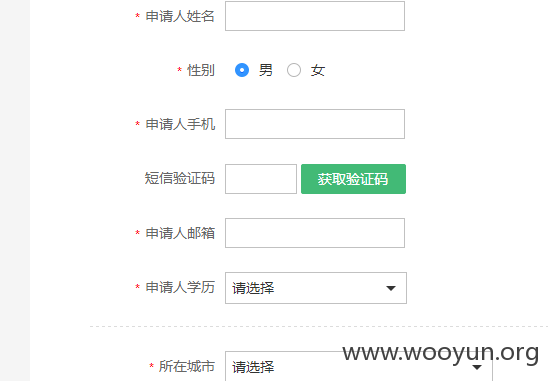 * 申请人姓名
* 性别 男 女
* 申请人手机
短信验证码 获取验证码
* 申请人邮箱
* 申请人学历 请选择
* 所在城市 请选择
www.wooyun.org